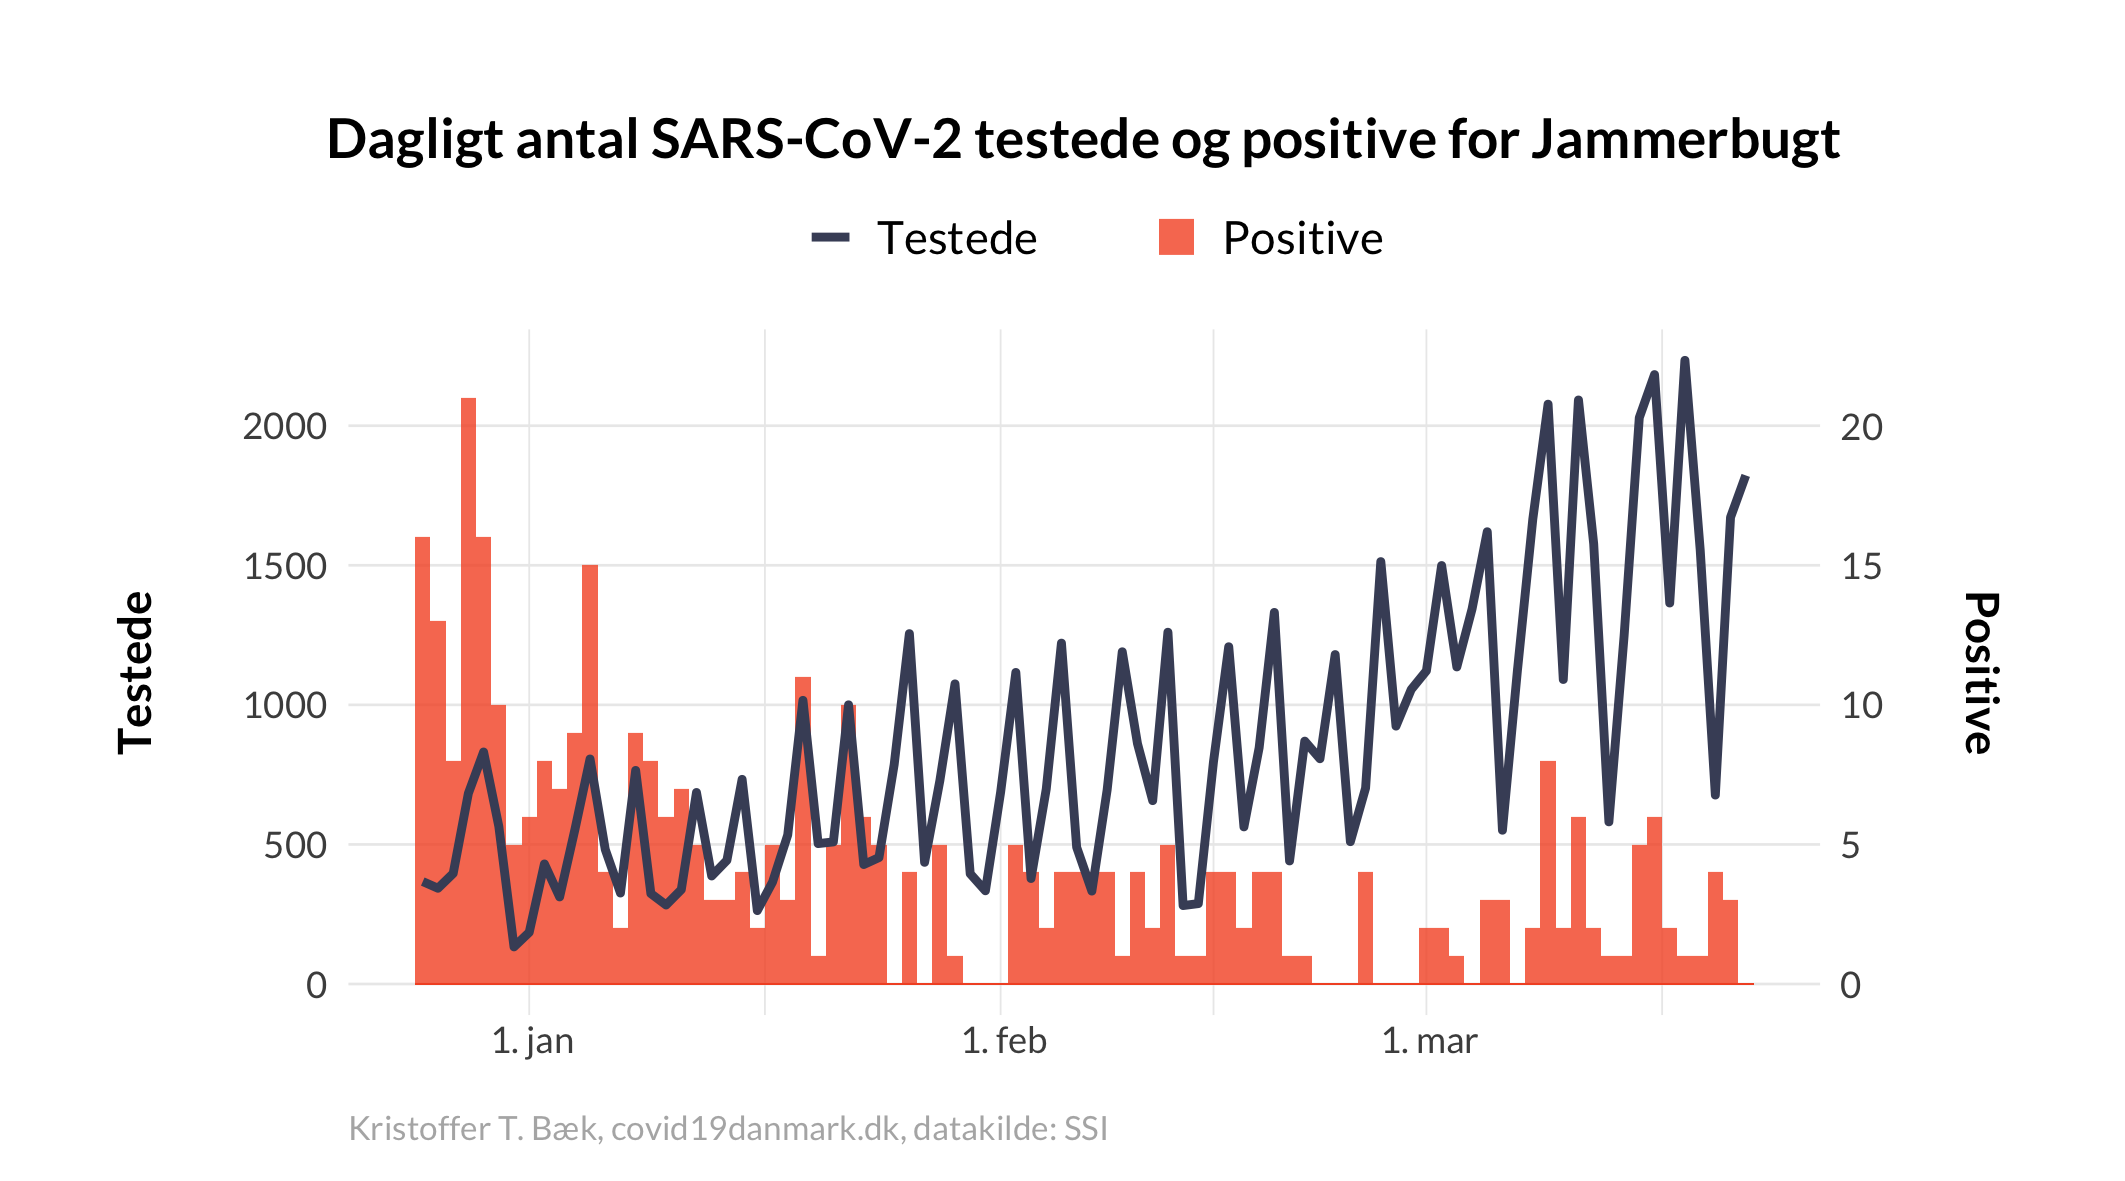 Dagligt antal SARS-CoV-2 testede og positive for Jammerbugt
Testede
Positive
Testede
2000
1500
1000
500
0
20
15
10
5
0
Positive
1. jan
1. feb
1. mar
Kristoffer T. Bæk, covid19danmark.dk, datakilde: SSI